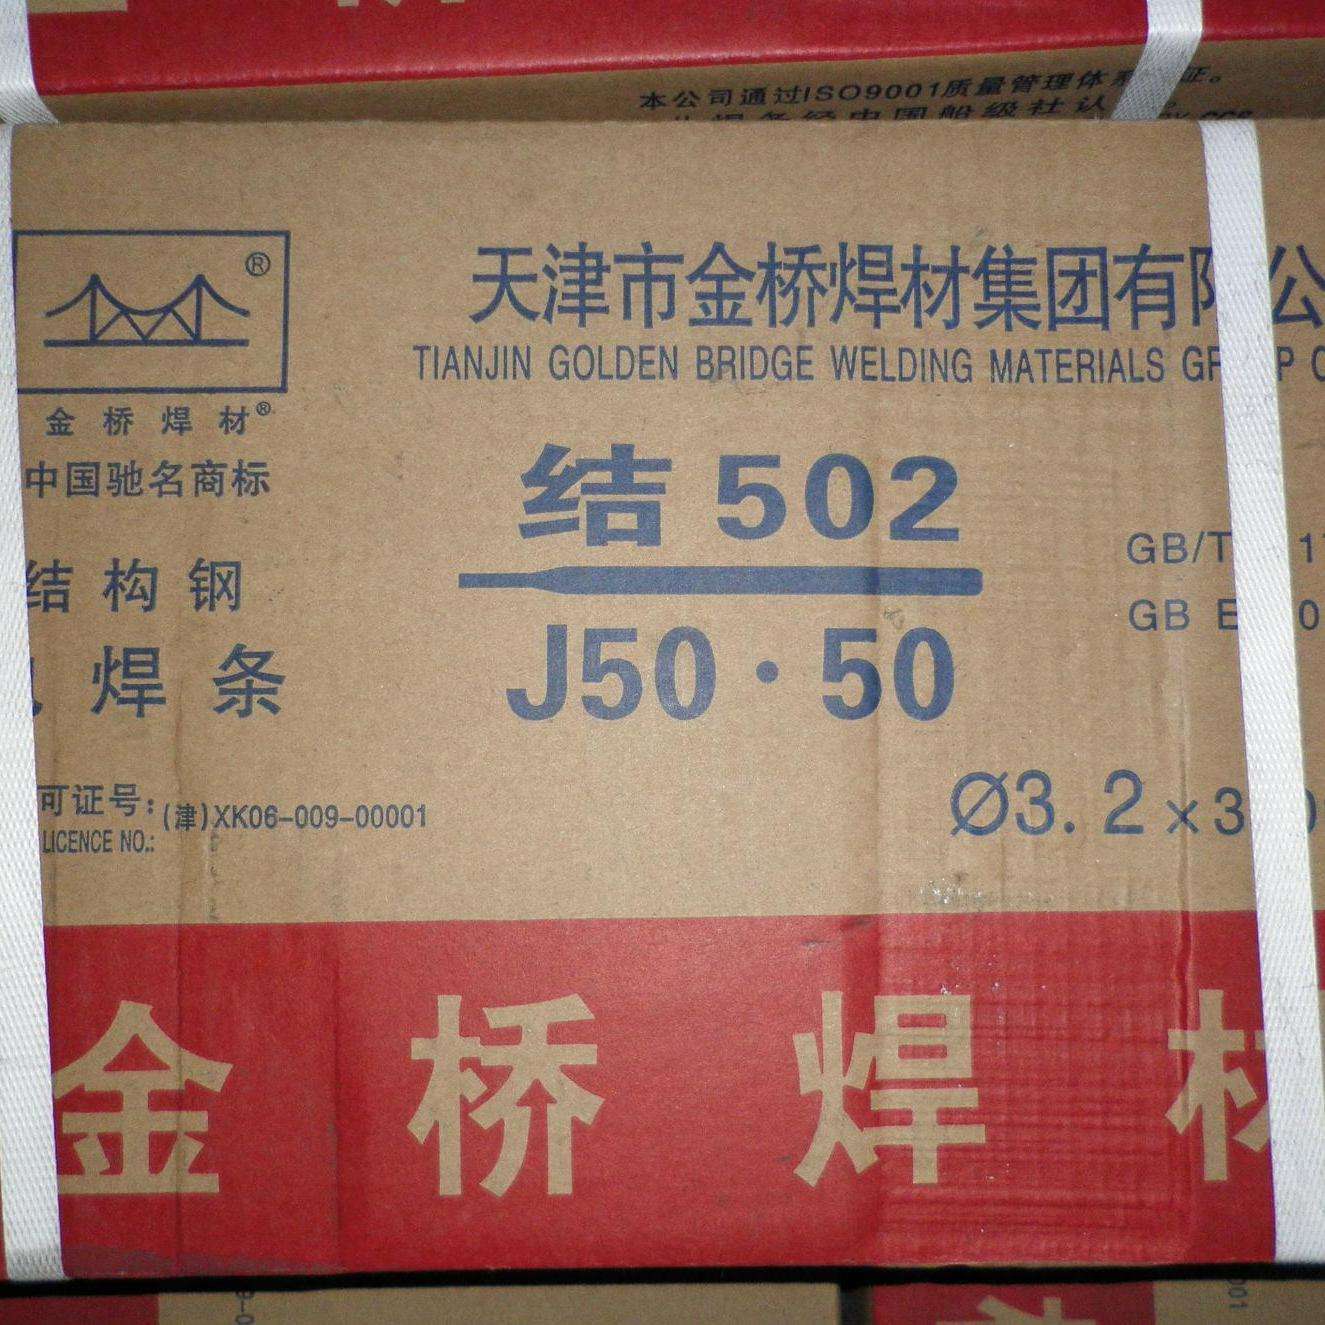 本公司通过ISO9001质量管理体系 证。
®
天津市金桥焊材集团有限公
TIANJIN GOLDEN BRIDGE WELDING MATERIALS
金桥焊材®
中国驰名商标
结 502
GB/T
结构钢
J50·50
GB E
焊条
可证号:(津)XK06-009-00001
LICENCE NO.:
Ø3.2×3
金桥焊材